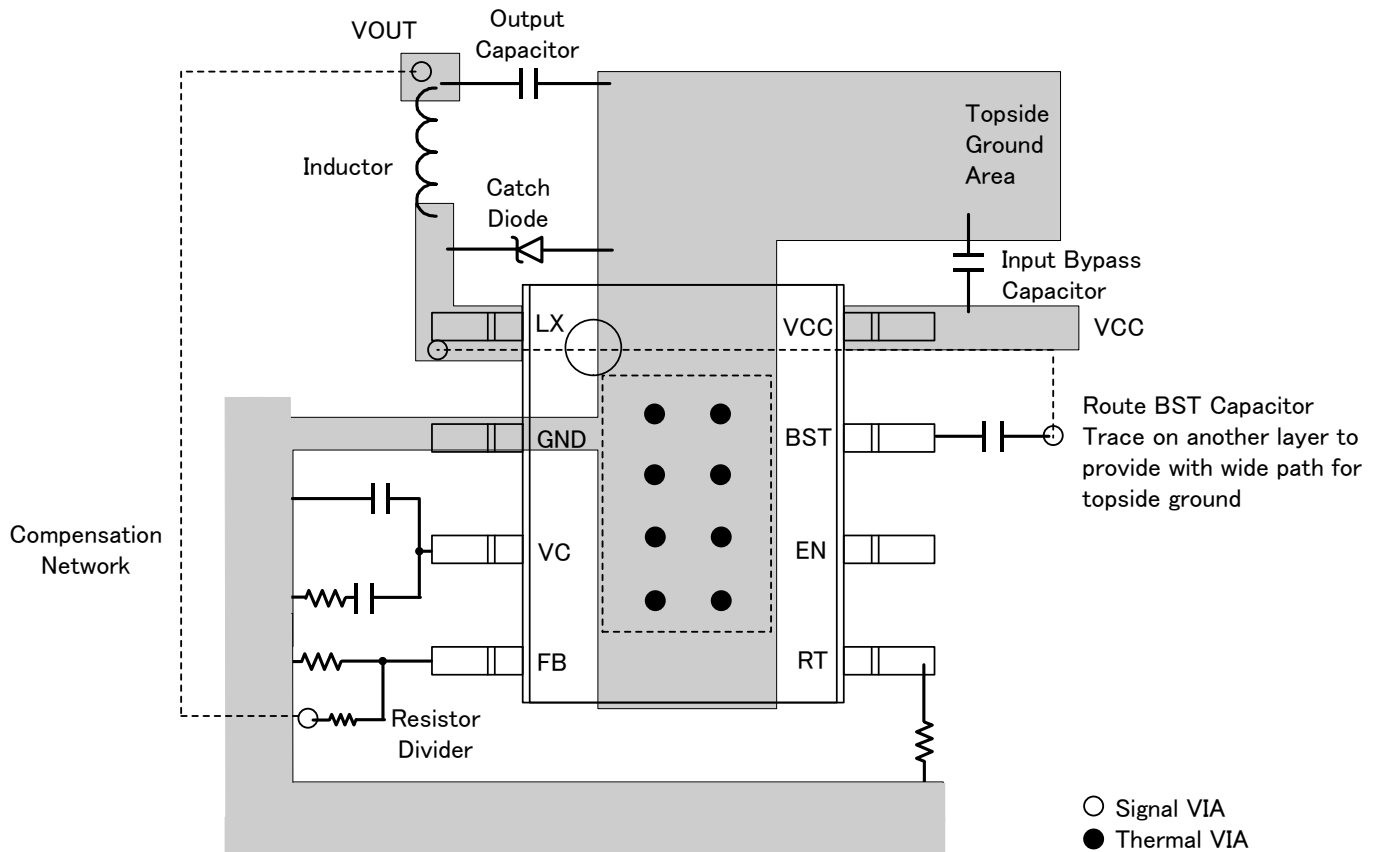 VOUT
Output
Capacitor
Topside
Ground
Area
Inductor
Catch
Diode
Input Bypass
Capacitor
LX
VCC
VCC
GND
BST
Route BST Capacitor
Trace on another layer to
provide with wide path for
topside ground
Compensation
Network
VC
EN
FB
RT
Resistor
Divider
Signal VIA
Thermal VIA